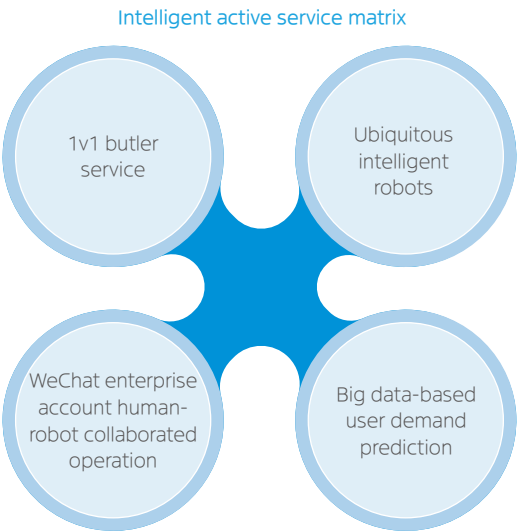 Intelligent active service matrix
1v1 butler
service
Ubiquitous
intelligent
robots
WeChat enterprise
account human-
robot collaborated
operation
Big data-based
user demand
prediction